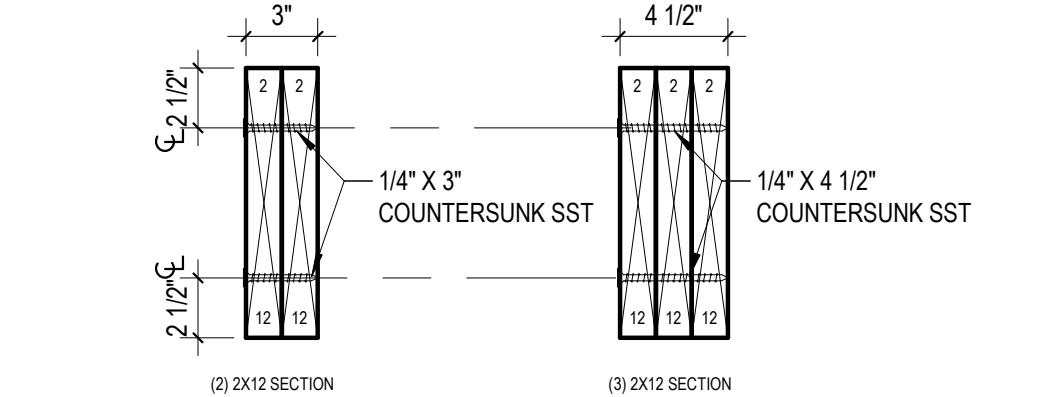 3"
4 1/2"
2 1/2"
2 2
2 2 2
℄
1/4" X 3"
COUNTERSUNK SST
1/4" X 4 1/2"
COUNTERSUNK SST
℄
2 1/2"
12 12
12 12 12
(2) 2X12 SECTION
(3) 2X12 SECTION